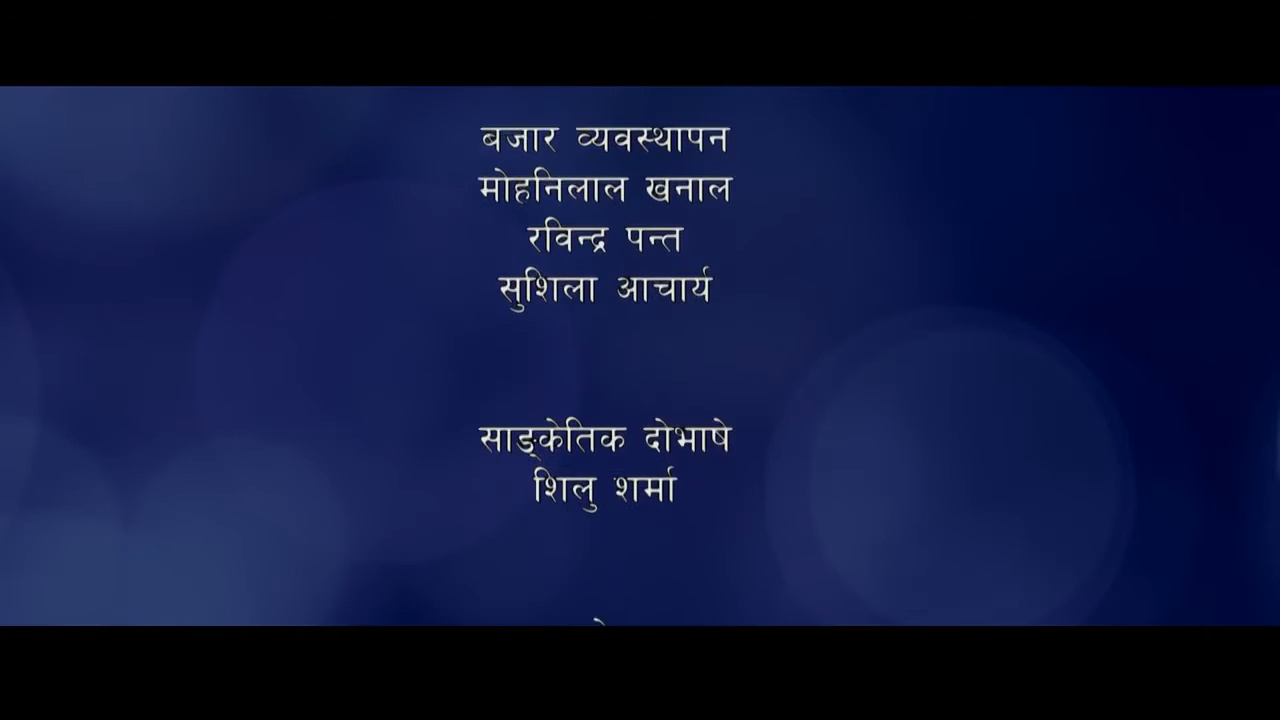 बजार व्यवस्थापन
मोहनिलाल खनाल
रविन्द्र पन्त
सुशिला आचार्य
साङ्केतिक दोभाषे
शिलु शर्मा